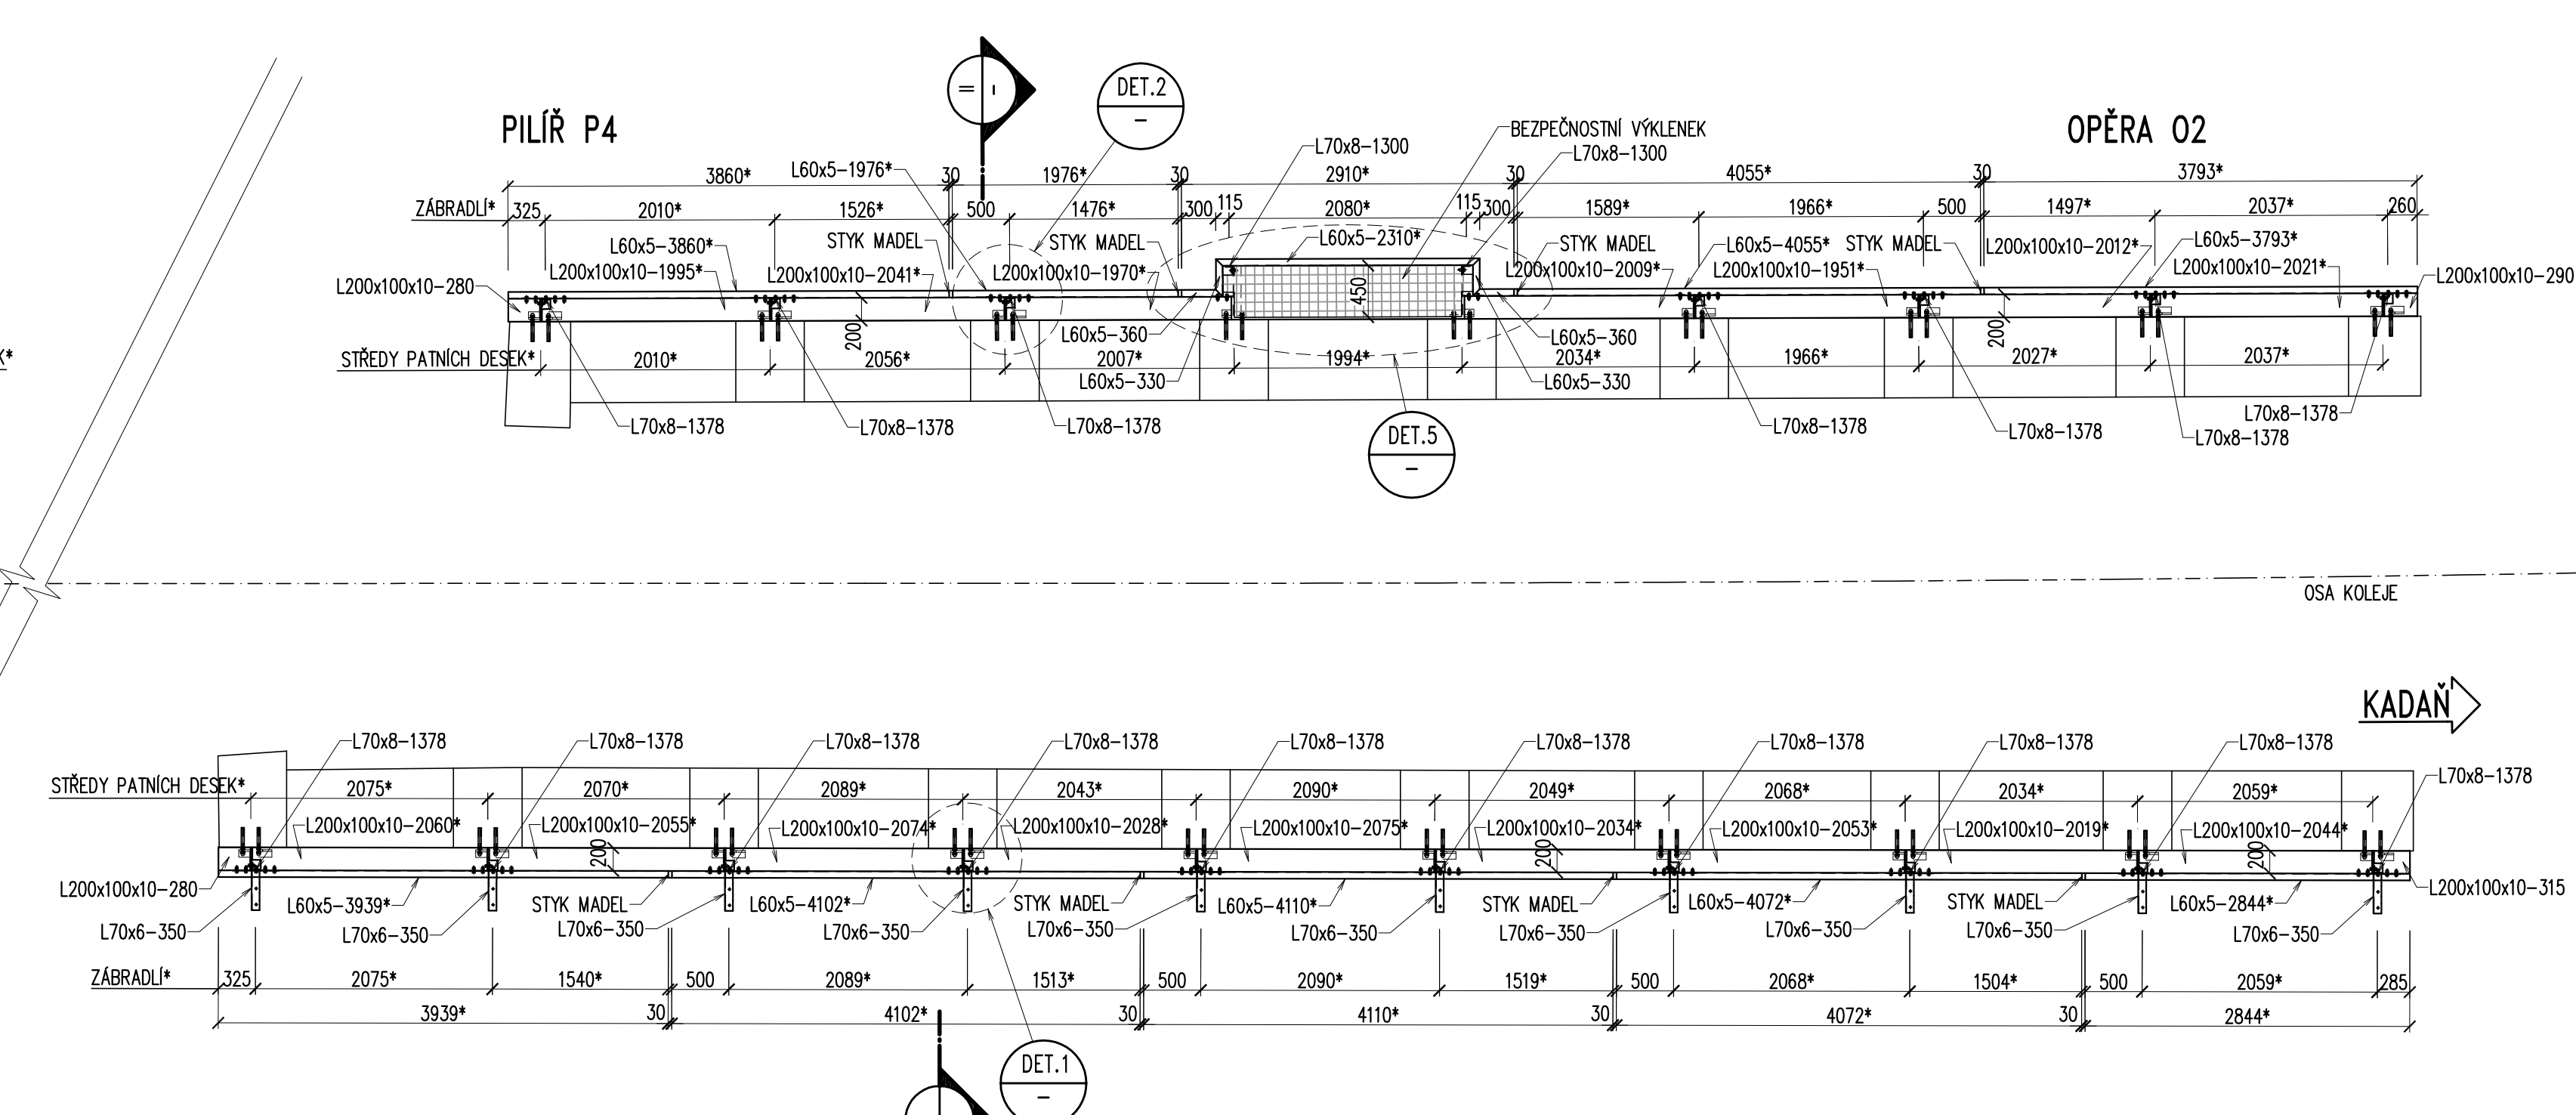 DET.2
–
PILÍŘ P4
OPĚRA O2
BEZPEČNOSTNÍ VÝKLENEK
L70x8–1300
L70x8–1300
3860* L60x5–1976* 30 1976* 30 2910* 30 4055* 30 3793*
ZÁBRADLÍ* 325 2010* 1526* 500 1476* 300 115 2080* 115 300 1589* 1966* 500 1497* 2037* 260
L60x5–3860* STYK MADEL STYK MADEL L60x5–2310* STYK MADEL L60x5–4055* STYK MADEL L200x100x10–2012* L60x5–3793*
L200x100x10–280 L200x100x10–1995* L200x100x10–2041* L200x100x10–1970* L200x100x10–2009* L200x100x10–1951* L200x100x10–2021* L200x100x10–290
200 450 200
L60x5–360 L60x5–360
STŘEDY PATNÍCH DESEK* 2010* 2056* 2007* 1994* 2034* 1966* 2027* 2037*
L60x5–330 L60x5–330
L70x8–1378 L70x8–1378 L70x8–1378 L70x8–1378 L70x8–1378 L70x8–1378 L70x8–1378
DET.5
–
OSA KOLEJE
KADAŇ
L70x8–1378 L70x8–1378 L70x8–1378 L70x8–1378 L70x8–1378 L70x8–1378 L70x8–1378 L70x8–1378 L70x8–1378 L70x8–1378
STŘEDY PATNÍCH DESEK* 2075* 2070* 2089* 2043* 2090* 2049* 2068* 2034* 2059*
L200x100x10–2060* L200x100x10–2055* L200x100x10–2074* L200x100x10–2028* L200x100x10–2075* L200x100x10–2034* L200x100x10–2053* L200x100x10–2019* L200x100x10–2044*
200 200 200
L200x100x10–280 L60x5–3939* STYK MADEL L60x5–4102* STYK MADEL L60x5–4110* STYK MADEL L60x5–4072* STYK MADEL L60x5–2844* L200x100x10–315
L70x6–350 L70x6–350 L70x6–350 L70x6–350 L70x6–350 L70x6–350 L70x6–350 L70x6–350 L70x6–350 L70x6–350
ZÁBRADLÍ* 325 2075* 1540* 500 2089* 1513* 500 2090* 1519* 500 2068* 1504* 500 2059* 285
3939* 30 4102* 30 4110* 30 4072* 30 2844*
DET.1
–